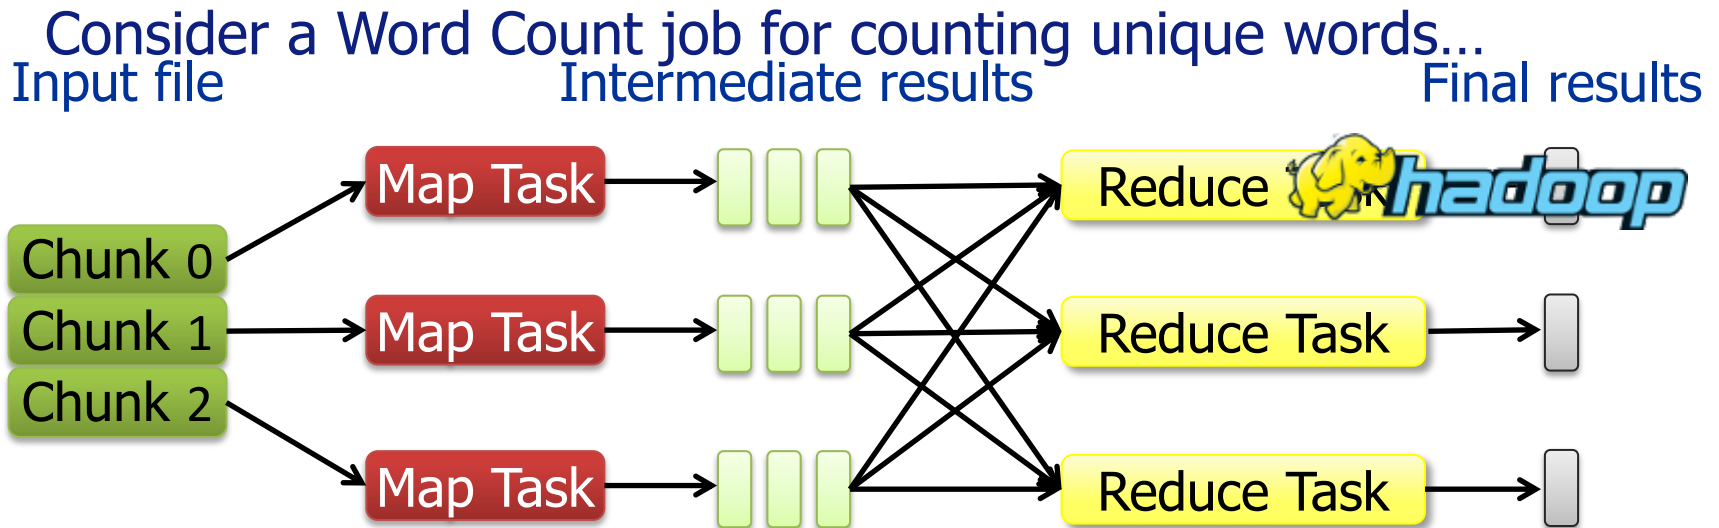 Consider a Word Count job for counting unique words...
Input file
Intermediate results
Final results
Map Task
Reduce
hadoop
Chunk 0
Chunk 1
Map Task
Reduce Task
Chunk 2
Map Task
Reduce Task